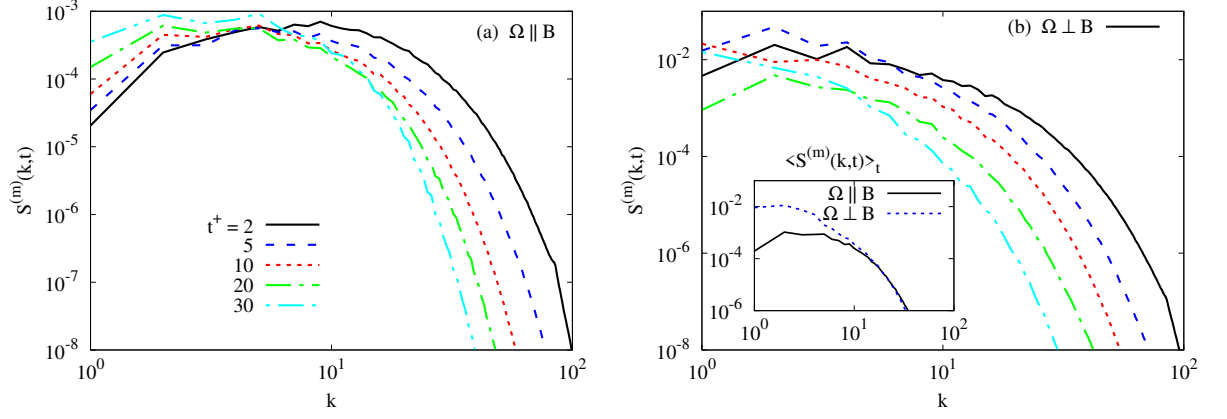 10^-3
10^-4
10^-5
10^-6
10^-7
10^-8
S^(m)(k,t)
(a) Ω || B
t^+ = 2
5
10
20
30
10^0
10^1
10^2
k
10^-2
10^-4
10^-6
10^-8
S^(m)(k,t)
(b) Ω ⊥ B
<S^(m)(k,t)>_t
Ω || B
Ω ⊥ B
10^0
10^-2
10^-4
10^-6
10^0
10^1
10^2
10^0
10^1
10^2
k